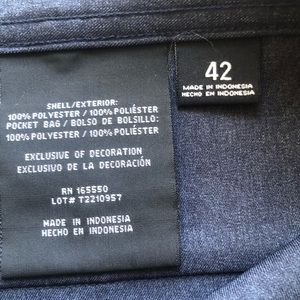 SHELL/EXTERIOR:
100% POLYESTER / 100% POLIÉSTER
POCKET BAG / BOLSO DE BOLSILLO:
100% POLYESTER / 100% POLIÉSTER
EXCLUSIVE OF DECORATION
EXCLUSIVO DE LA DECORACIÓN
RN 165550
LOT# T2210957
MADE IN INDONESIA
HECHO EN INDONESIA
42
MADE IN INDONESIA
HECHO EN INDONESIA